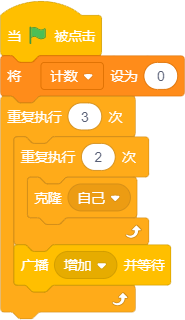 当 被点击
将 计数 设为 0
重复执行 3 次
重复执行 2 次
克隆 自己
广播 增加 并等待